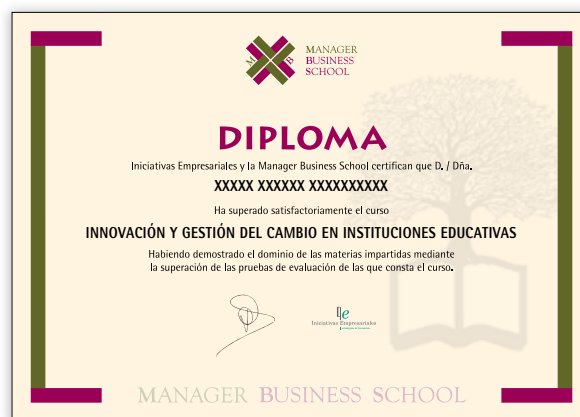 MANAGER
BUSINESS
SCHOOL
M B
DIPLOMA
Iniciativas Empresariales y la Manager Business School certifican que D. / Dña.
XXXXX XXXXXX XXXXXXXXXX
Ha superado satisfactoriamente el curso
INNOVACIÓN Y GESTIÓN DEL CAMBIO EN INSTITUCIONES EDUCATIVAS
Habiendo demostrado el dominio de las materias impartidas mediante
la superación de las pruebas de evaluación de las que consta el curso.
Iniciativas Empresariales
MANAGER BUSINESS SCHOOL